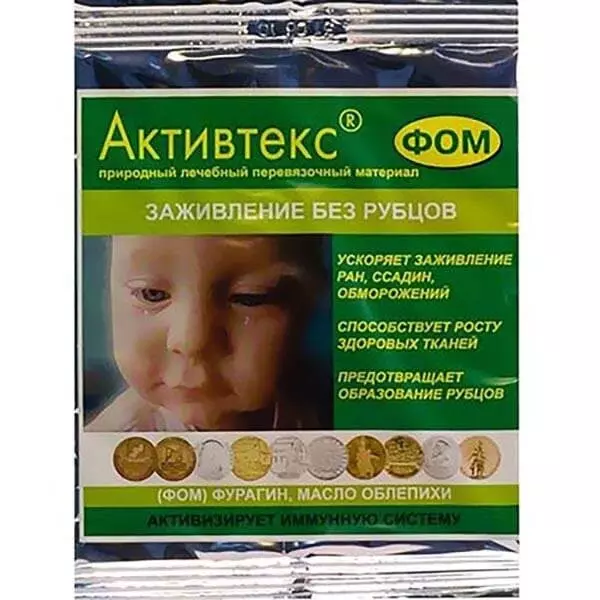 Активтекс®
ФОМ
природный лечебный перевязочный материал
ЗАЖИВЛЕНИЕ БЕЗ РУБЦОВ
УСКОРЯЕТ ЗАЖИВЛЕНИЕ
РАН, ССАДИН,
ОБМОРОЖЕНИЙ
СПОСОБСТВУЕТ РОСТУ
ЗДОРОВЫХ ТКАНЕЙ
ПРЕДОТВРАЩАЕТ
ОБРАЗОВАНИЕ РУБЦОВ
(ФОМ) ФУРАГИН, МАСЛО ОБЛЕПИХИ
АКТИВИЗИРУЕТ ИММУННУЮ СИСТЕМУ